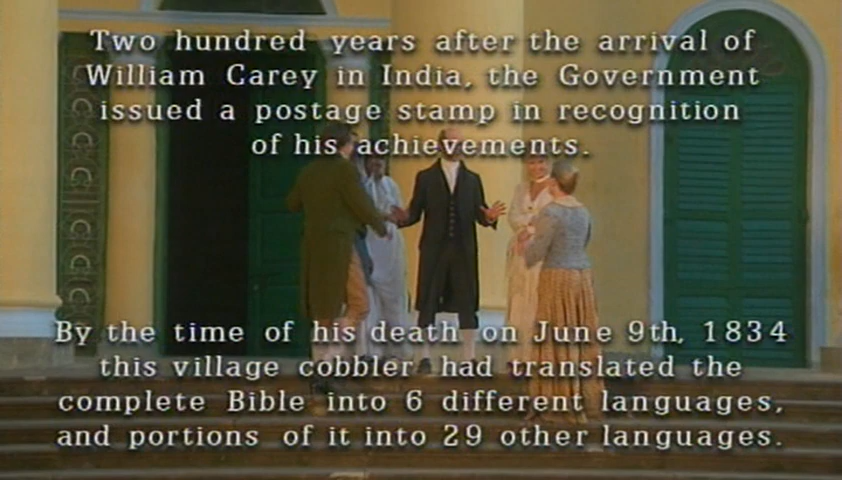 Two hundred years after the arrival of
William Carey in India, the Government
issued a postage stamp in recognition
of his achievements.
By the time of his death on June 9th, 1834
this village cobbler had translated the
complete Bible into 6 different languages,
and portions of it into 29 other languages.